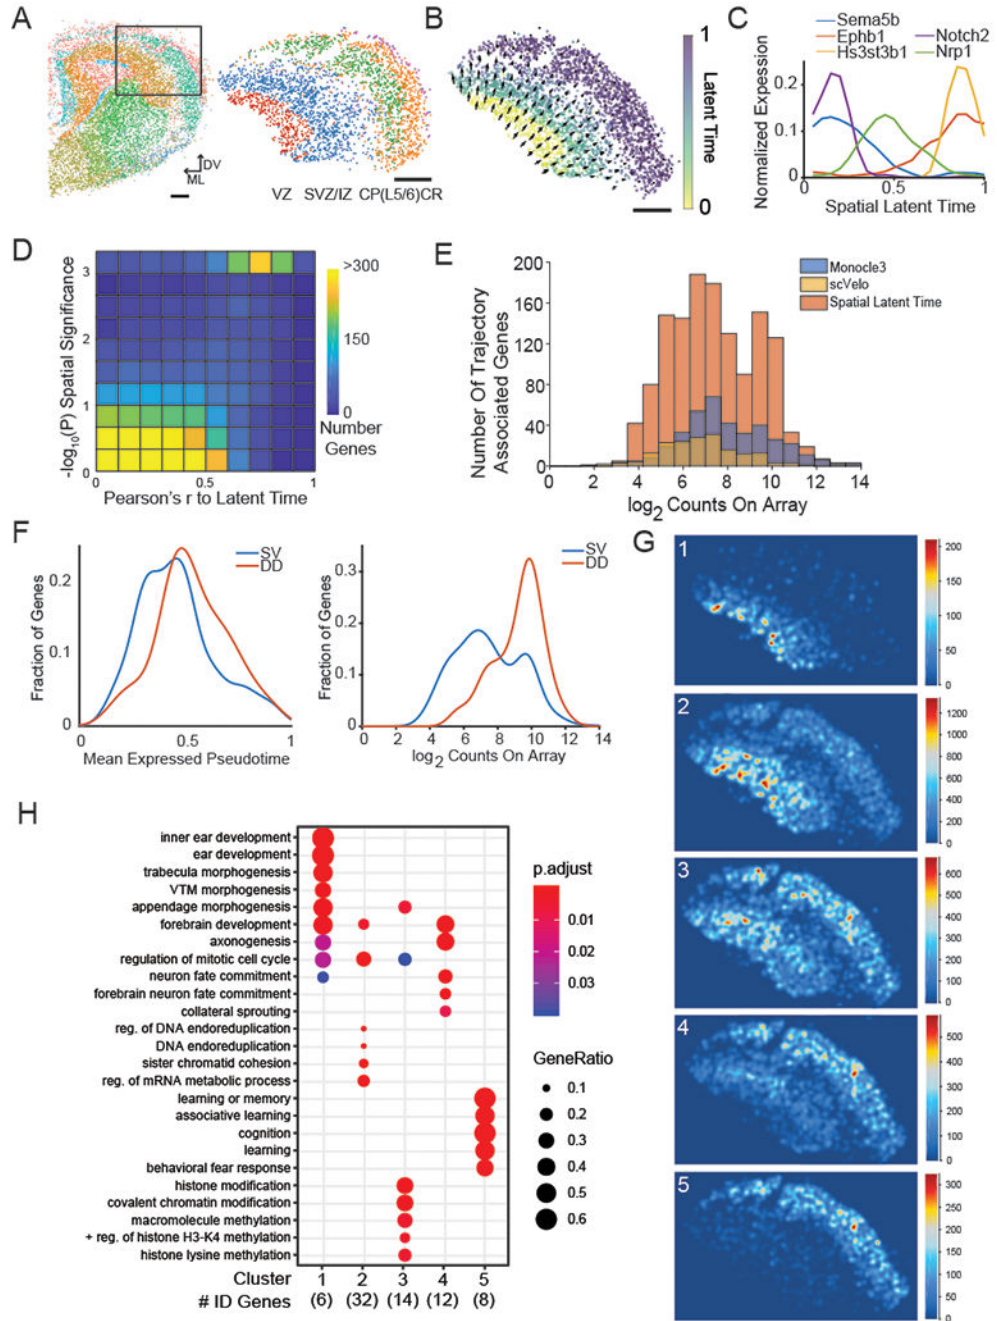 A
DV
ML
VZ SVZ/IZ CP(L5/6)CR
B
1
Latent Time
0
C
Sema5b
Ephb1
Notch2
Hs3st3b1
Nrp1
Normalized Expession
0.2
0.1
0
0.5
1
Spatial Latent Time
D
-log10(P) Spatial Significance
3
2
1
0
0
0.5
1
Pearson's r to Latent Time
>300
150
0
Number
Genes
E
Number Of Trajectory
Associated Genes
200
160
120
80
40
0
0 2 4 6 8 10 12 14
log2 Counts On Array
Monocle3
scVelo
Spatial Latent Time
F
Fraction of Genes
0.2
0.1
0
0 0.5 1
Mean Expressed Pseudotime
SV
DD
Fraction of Genes
0.3
0.2
0.1
0
0 2 4 6 8 10 12 14
log2 Counts On Array
SV
DD
G
1
200
150
100
50
0
2
1200
1000
800
600
400
200
0
3
600
500
400
300
200
100
0
4
500
400
300
200
100
0
5
300
250
200
150
100
50
0
H
inner ear development
ear development
trabecula morphogenesis
VTM morphogenesis
appendage morphogenesis
forebrain development
axonogenesis
regulation of mitotic cell cycle
neuron fate commitment
forebrain neuron fate commitment
collateral sprouting
reg. of DNA endoreduplication
DNA endoreduplication
sister chromatid cohesion
reg. of mRNA metabolic process
learning or memory
associative learning
cognition
learning
behavioral fear response
histone modification
covalent chromatin modification
macromolecule methylation
+ reg. of histone H3-K4 methylation
histone lysine methylation
Cluster 1 2 3 4 5
# ID Genes (6) (32) (14) (12) (8)
p.adjust
0.01
0.02
0.03
GeneRatio
0.1
0.2
0.3
0.4
0.5
0.6